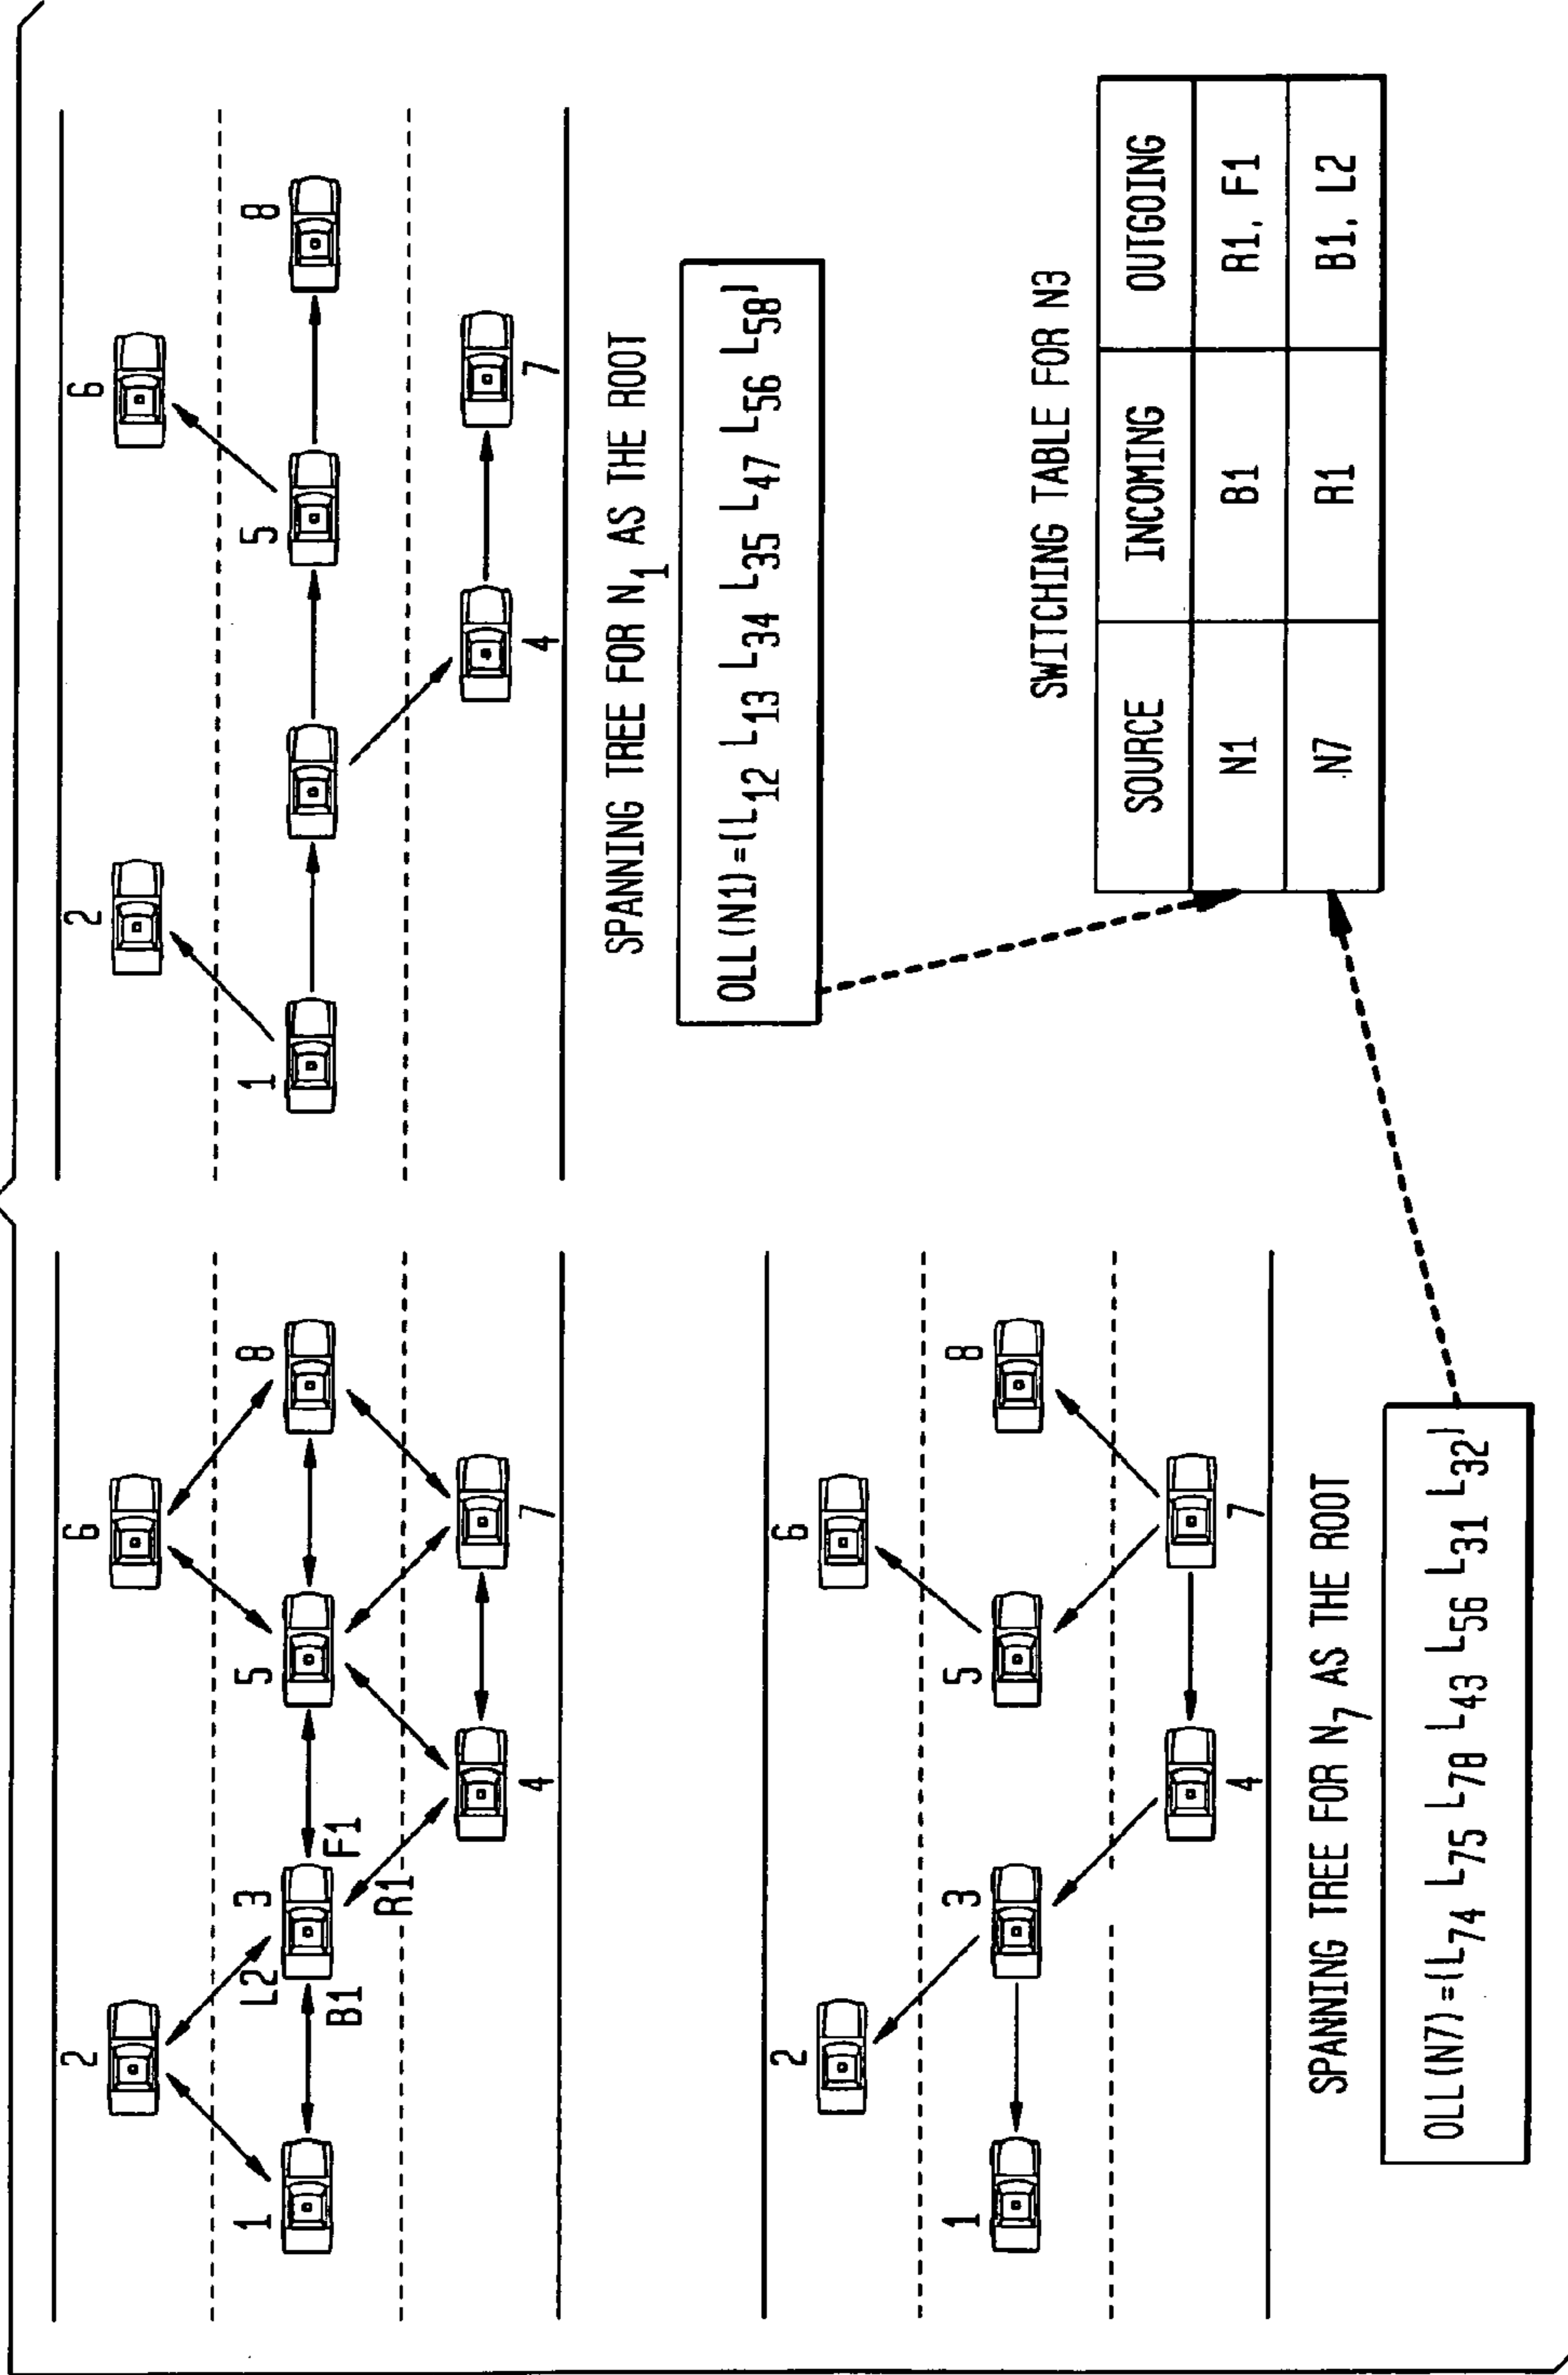 2
6
1
L2
3
5
8
B1
F1
R1
4
7
2
6
1
3
5
8
4
7
SPANNING TREE FOR N7 AS THE ROOT
OLL(N7)={L74 L75 L78 L43 L56 L31 L32}
2
6
1
5
8
4
7
SPANNING TREE FOR N1 AS THE ROOT
OLL(N1)={L12 L13 L34 L35 L47 L56 L58}
SWITCHING TABLE FOR N3
SOURCE INCOMING OUTGOING
N1 B1 R1, F1
N7 R1 B1, L2